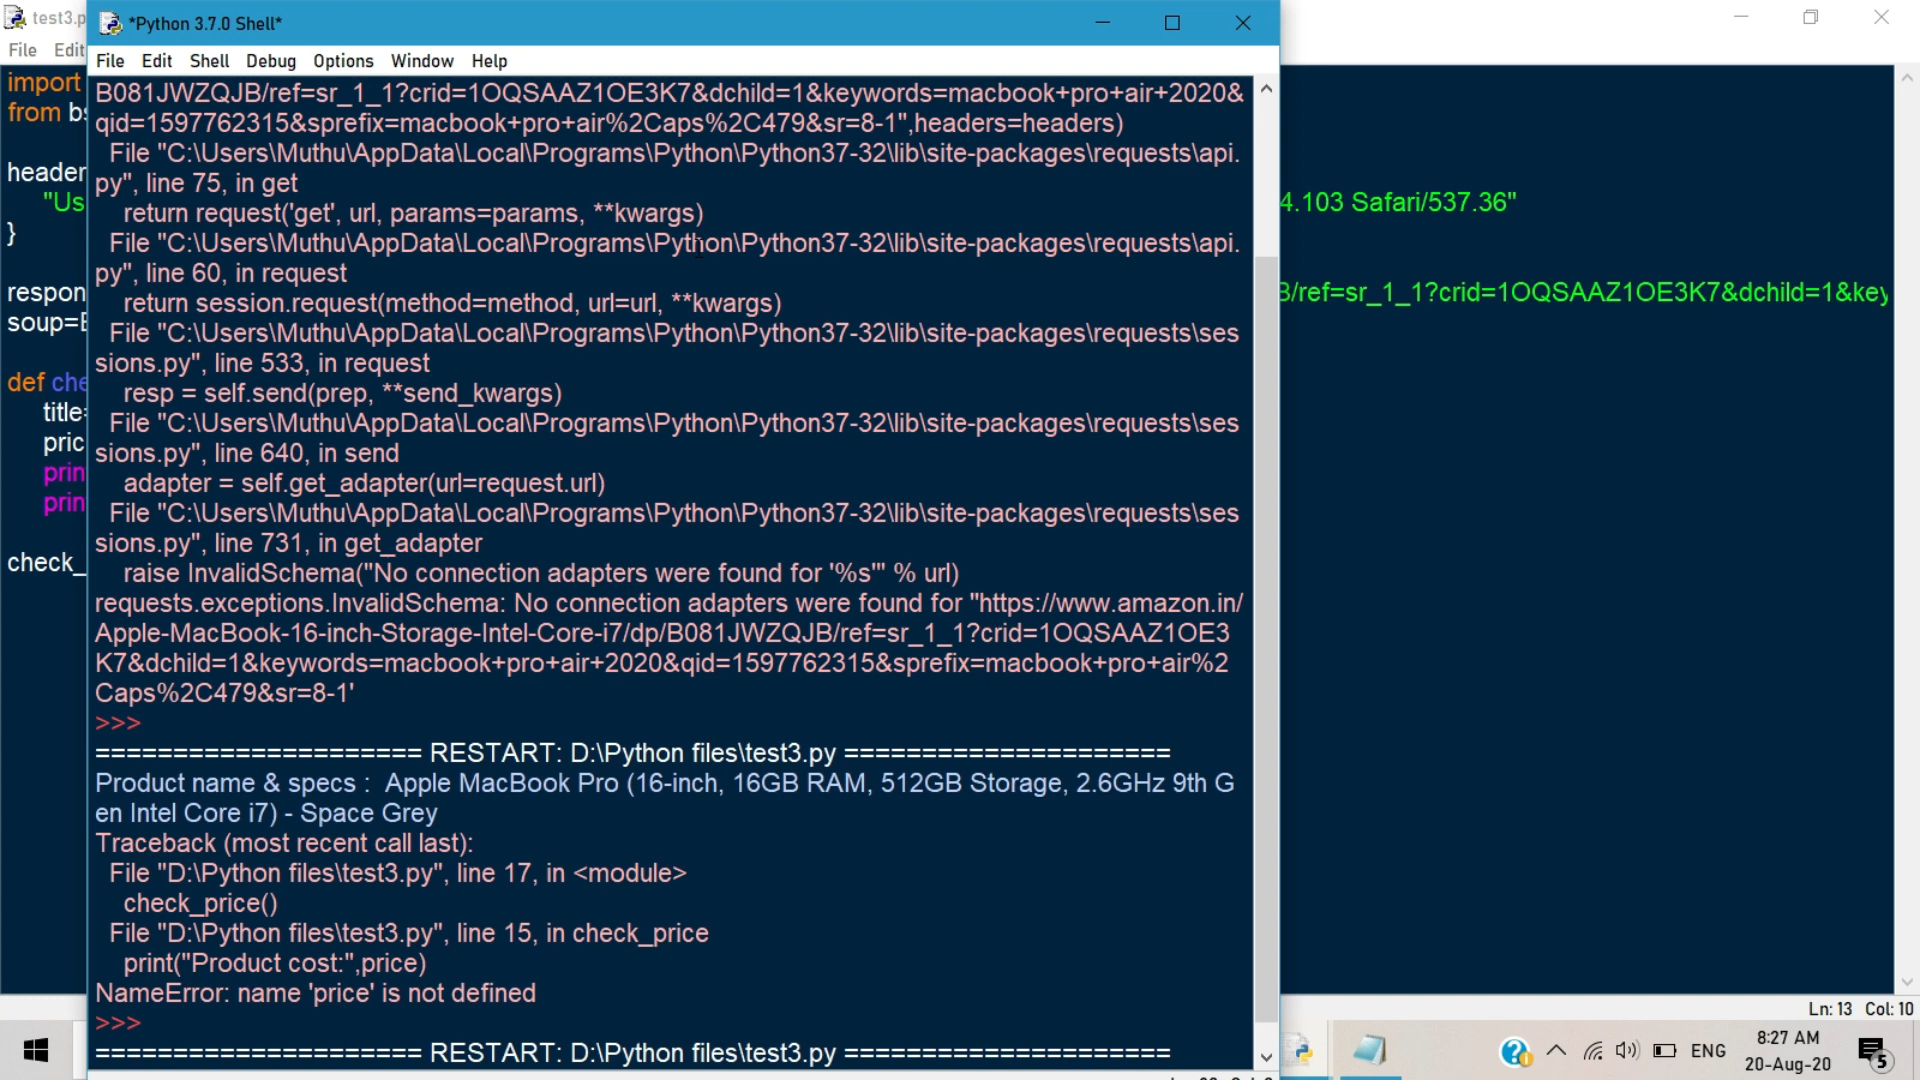 test3.p
*Python 3.7.0 Shell*
File Edit
File Edit Shell Debug Options Window Help
import
from bs
header
"Us
}
respon
soup=B
def che
title=
pric
prin
prin
check_
B081JWZQJB/ref=sr_1_1?crid=1OQSAAZ1OE3K7&dchild=1&keywords=macbook+pro+air+2020&
qid=1597762315&sprefix=macbook+pro+air%2Caps%2C479&sr=8-1",headers=headers)
File "C:\Users\Muthu\AppData\Local\Programs\Python\Python37-32\lib\site-packages\requests\api.
py", line 75, in get
return request('get', url, params=params, **kwargs)
File "C:\Users\Muthu\AppData\Local\Programs\Python\Python37-32\lib\site-packages\requests\api.
py", line 60, in request
return session.request(method=method, url=url, **kwargs)
File "C:\Users\Muthu\AppData\Local\Programs\Python\Python37-32\lib\site-packages\requests\ses
sions.py", line 533, in request
resp = self.send(prep, **send_kwargs)
File "C:\Users\Muthu\AppData\Local\Programs\Python\Python37-32\lib\site-packages\requests\ses
sions.py", line 640, in send
adapter = self.get_adapter(url=request.url)
File "C:\Users\Muthu\AppData\Local\Programs\Python\Python37-32\lib\site-packages\requests\ses
sions.py", line 731, in get_adapter
raise InvalidSchema("No connection adapters were found for '%s'" % url)
requests.exceptions.InvalidSchema: No connection adapters were found for ''https://www.amazon.in/
Apple-MacBook-16-inch-Storage-Intel-Core-i7/dp/B081JWZQJB/ref=sr_1_1?crid=1OQSAAZ1OE3
K7&dchild=1&keywords=macbook+pro+air+2020&qid=1597762315&sprefix=macbook+pro+air%2
Caps%2C479&sr=8-1'
>>>
===================== RESTART: D:\Python files\test3.py =====================
Product name & specs :  Apple MacBook Pro (16-inch, 16GB RAM, 512GB Storage, 2.6GHz 9th G
en Intel Core i7) - Space Grey
Traceback (most recent call last):
File "D:\Python files\test3.py", line 17, in <module>
check_price()
File "D:\Python files\test3.py", line 15, in check_price
print("Product cost:",price)
NameError: name 'price' is not defined
>>>
===================== RESTART: D:\Python files\test3.py =====================
4.103 Safari/537.36"
B/ref=sr_1_1?crid=1OQSAAZ1OE3K7&dchild=1&key
Ln: 13 Col: 10
ENG
8:27 AM
20-Aug-20
5